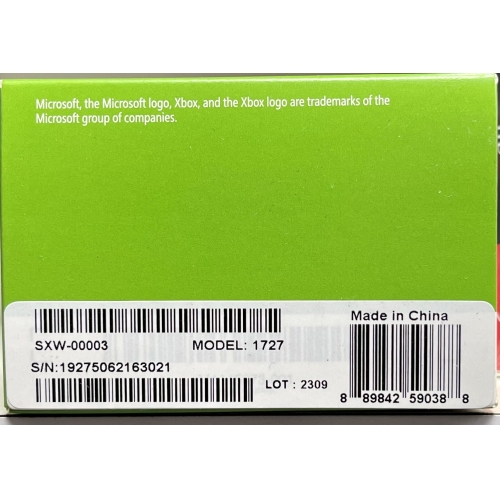 Microsoft, the Microsoft logo, Xbox, and the Xbox logo are trademarks of the
Microsoft group of companies.
Made in China
SXW-00003 MODEL: 1727
S/N:19275062163021
LOT : 2309
8 89842 59038 8